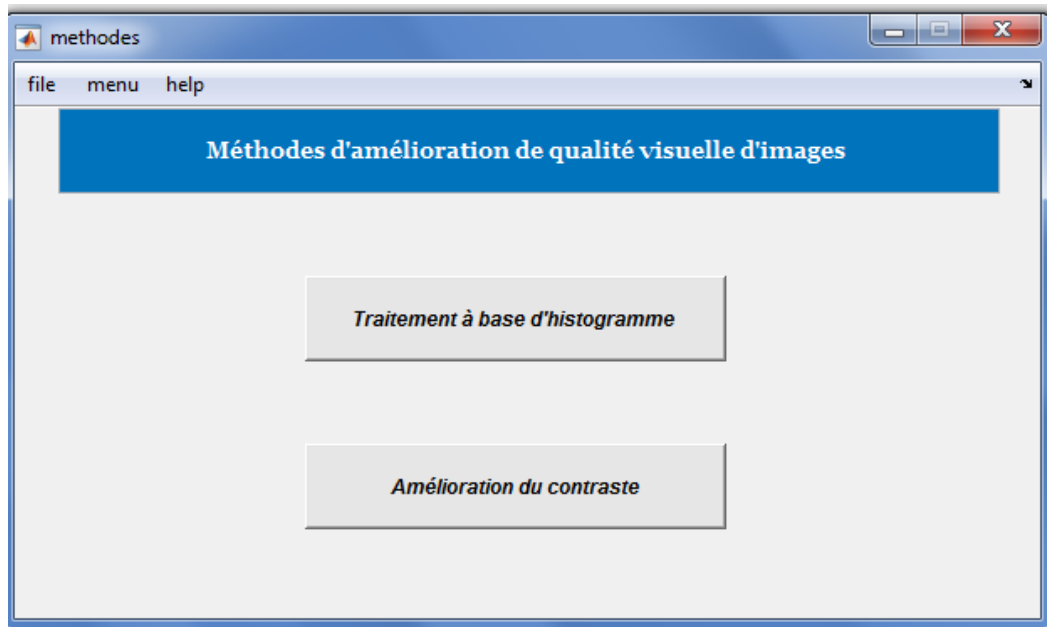 methodes
file menu help
Méthodes d'amélioration de qualité visuelle d'images
Traitement à base d'histogramme
Amélioration du contraste